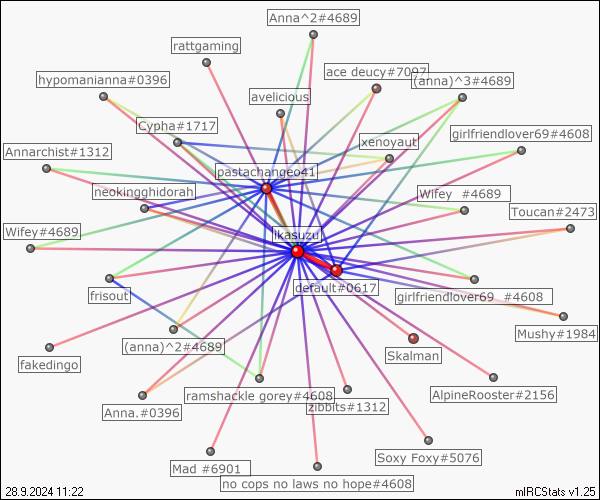 Anna^2#4689
rattgaming
ace deucy#7097
hypomanianna#0396
(anna)^3#4689
avelicious
Cypha#1717
girlfriendlover69#4608
xenoyaut
Annarchist#1312
pastachangeo41
neokingghidorah
Wifey #4689
Toucan#2473
Wifey#4689
ikasuzu
default#0617
frisout
girlfriendlover69 #4608
Mushy#1984
(anna)^2#4689
Skalman
fakedingo
ramshackle gorey#4608
AlpineRooster#2156
zibbits#1312
Anna.#0396
Soxy Foxy#5076
Mad #6901
no cops no laws no hope#4608
28.9.2024 11:22
mIRCStats v1.25